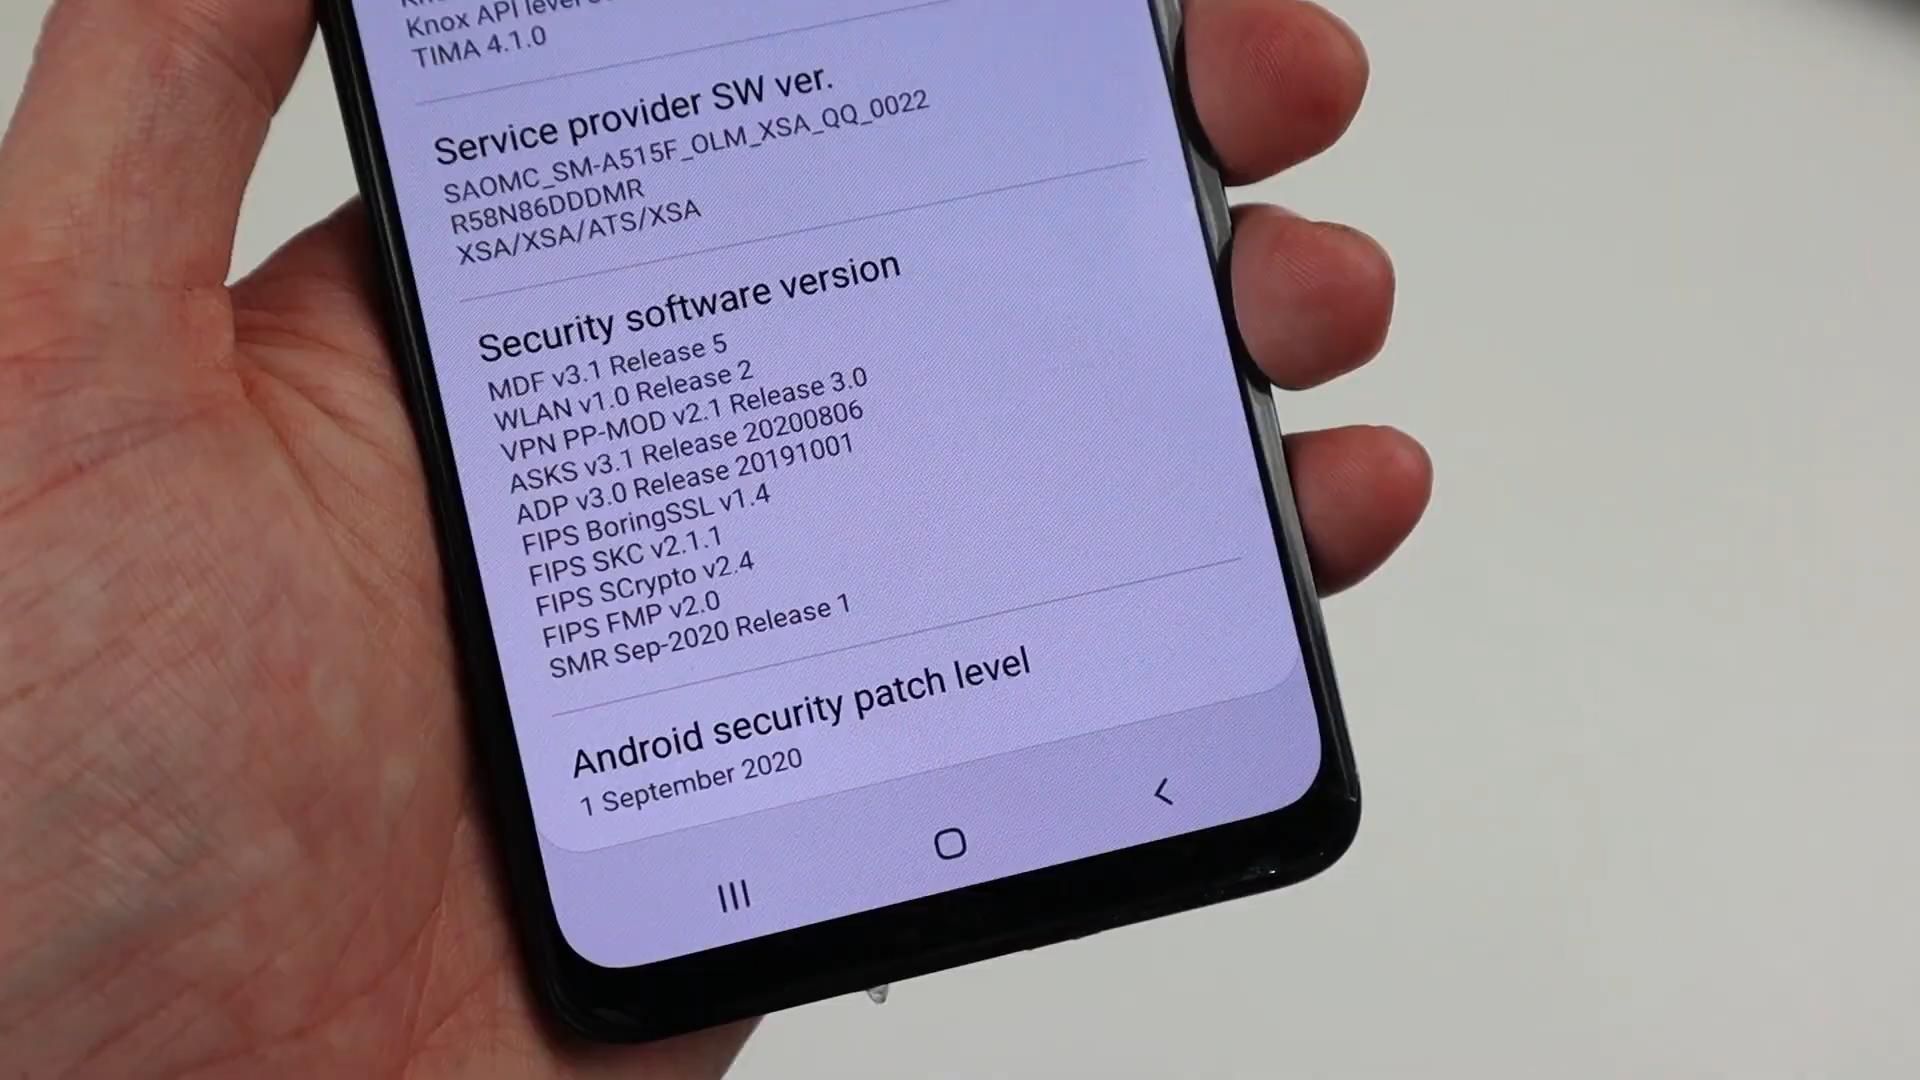 Knox API level
TIMA 4.1.0
Service provider SW ver.
SAOMC_SM-A515F_OLM_XSA_QQ_0022
R58N86DDDMR
XSA/XSA/ATS/XSA
Security software version
MDF v3.1 Release 5
WLAN v1.0 Release 2
VPN PP-MOD v2.1 Release 3.0
ASKS v3.1 Release 20200806
ADP v3.0 Release 20191001
FIPS BoringSSL v1.4
FIPS SKC v2.1.1
FIPS SCrypto v2.4
FIPS FMP v2.0
SMR Sep-2020 Release 1
Android security patch level
1 September 2020